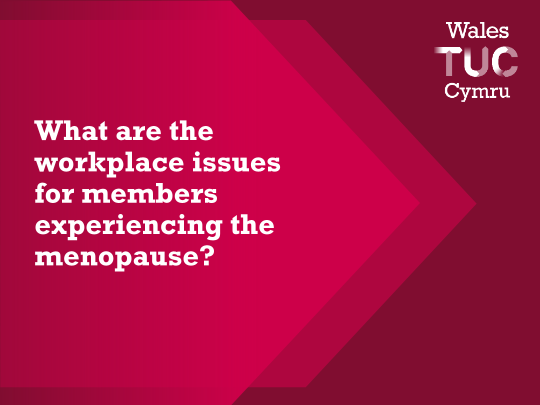 Wales
TUC
Cymru
What are the
workplace issues
for members
experiencing the
menopause?